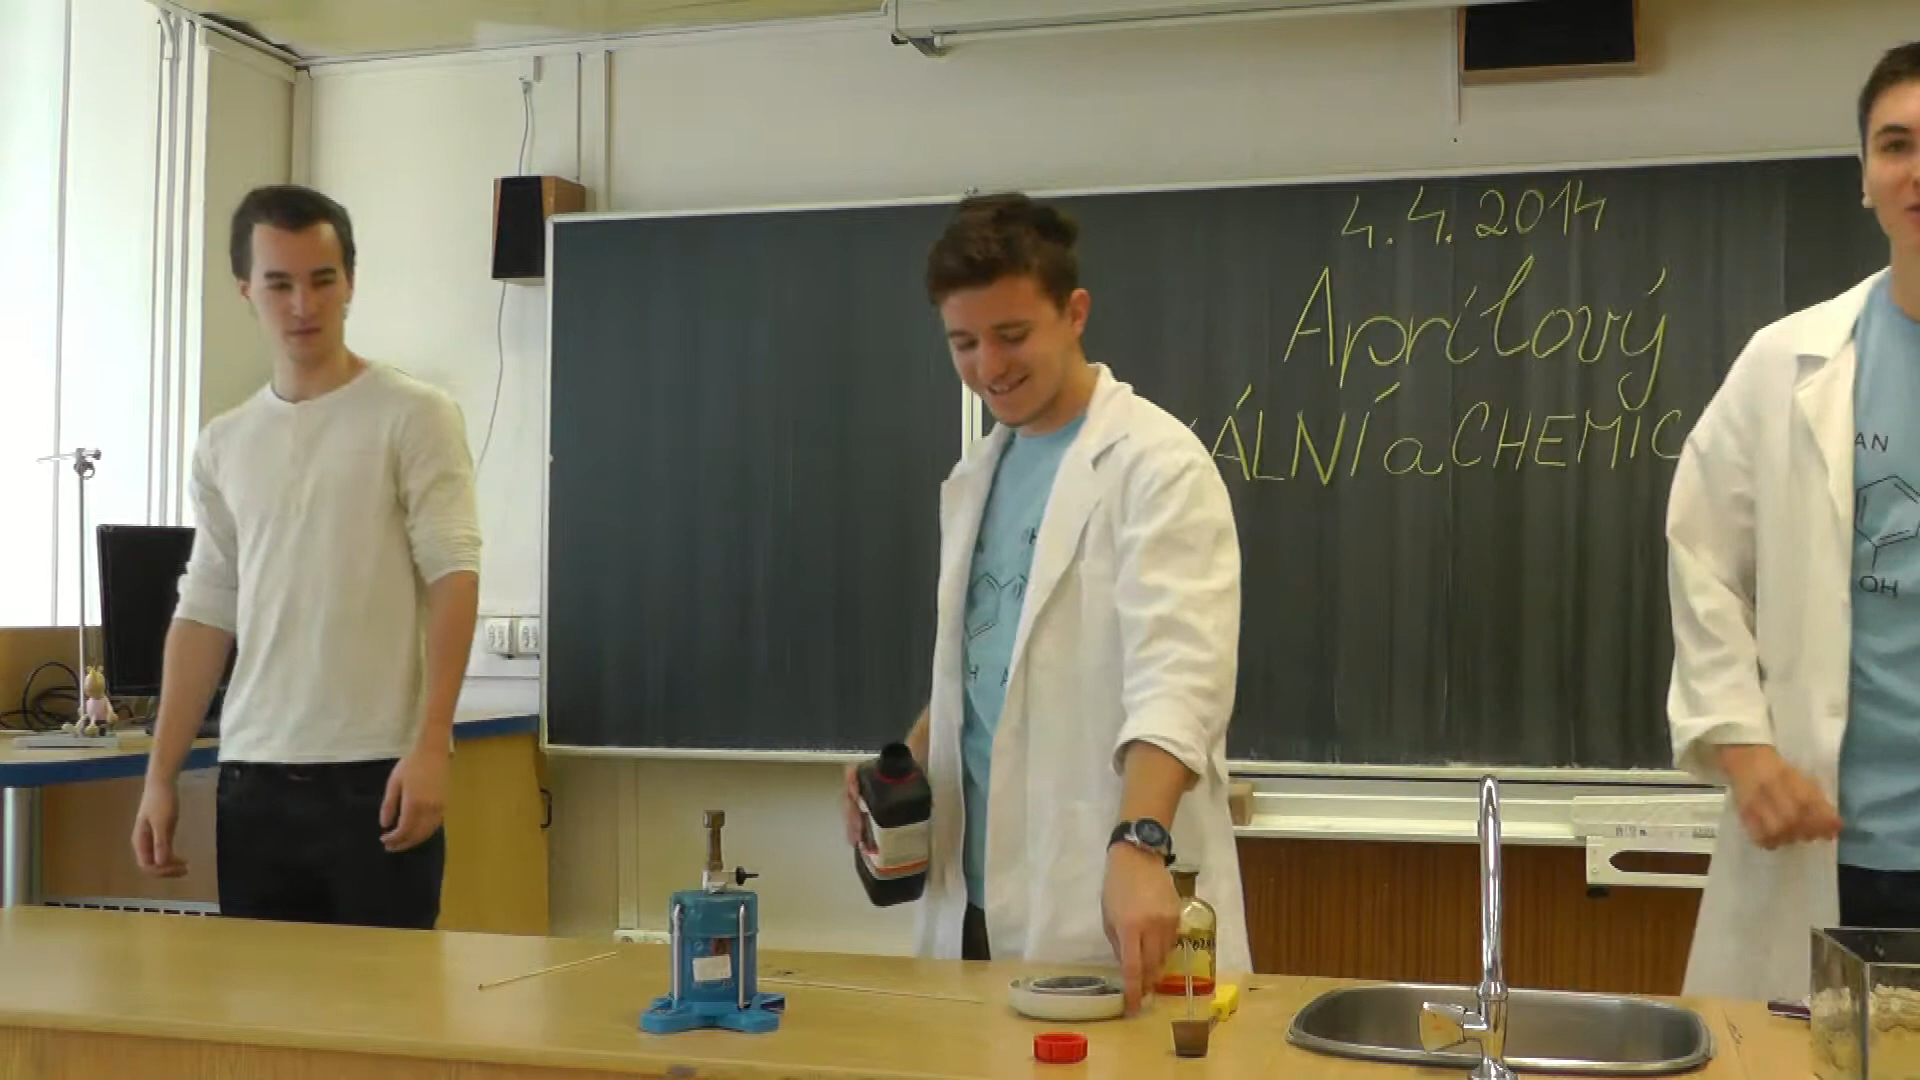 4.4.2014
Aprílový
ÁLNÍ a CHEMIC
AN
OH
H